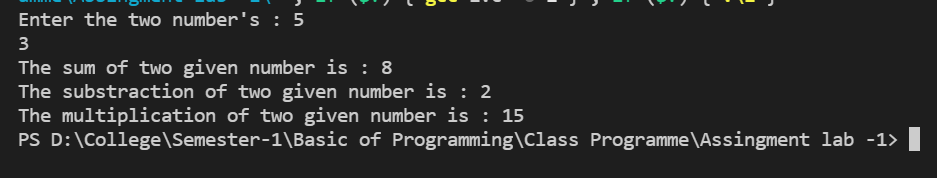 Enter the two number's : 5
3
The sum of two given number is : 8
The substraction of two given number is : 2
The multiplication of two given number is : 15
PS D:\College\Semester-1\Basic of Programming\Class Programme\Assingment lab -1>